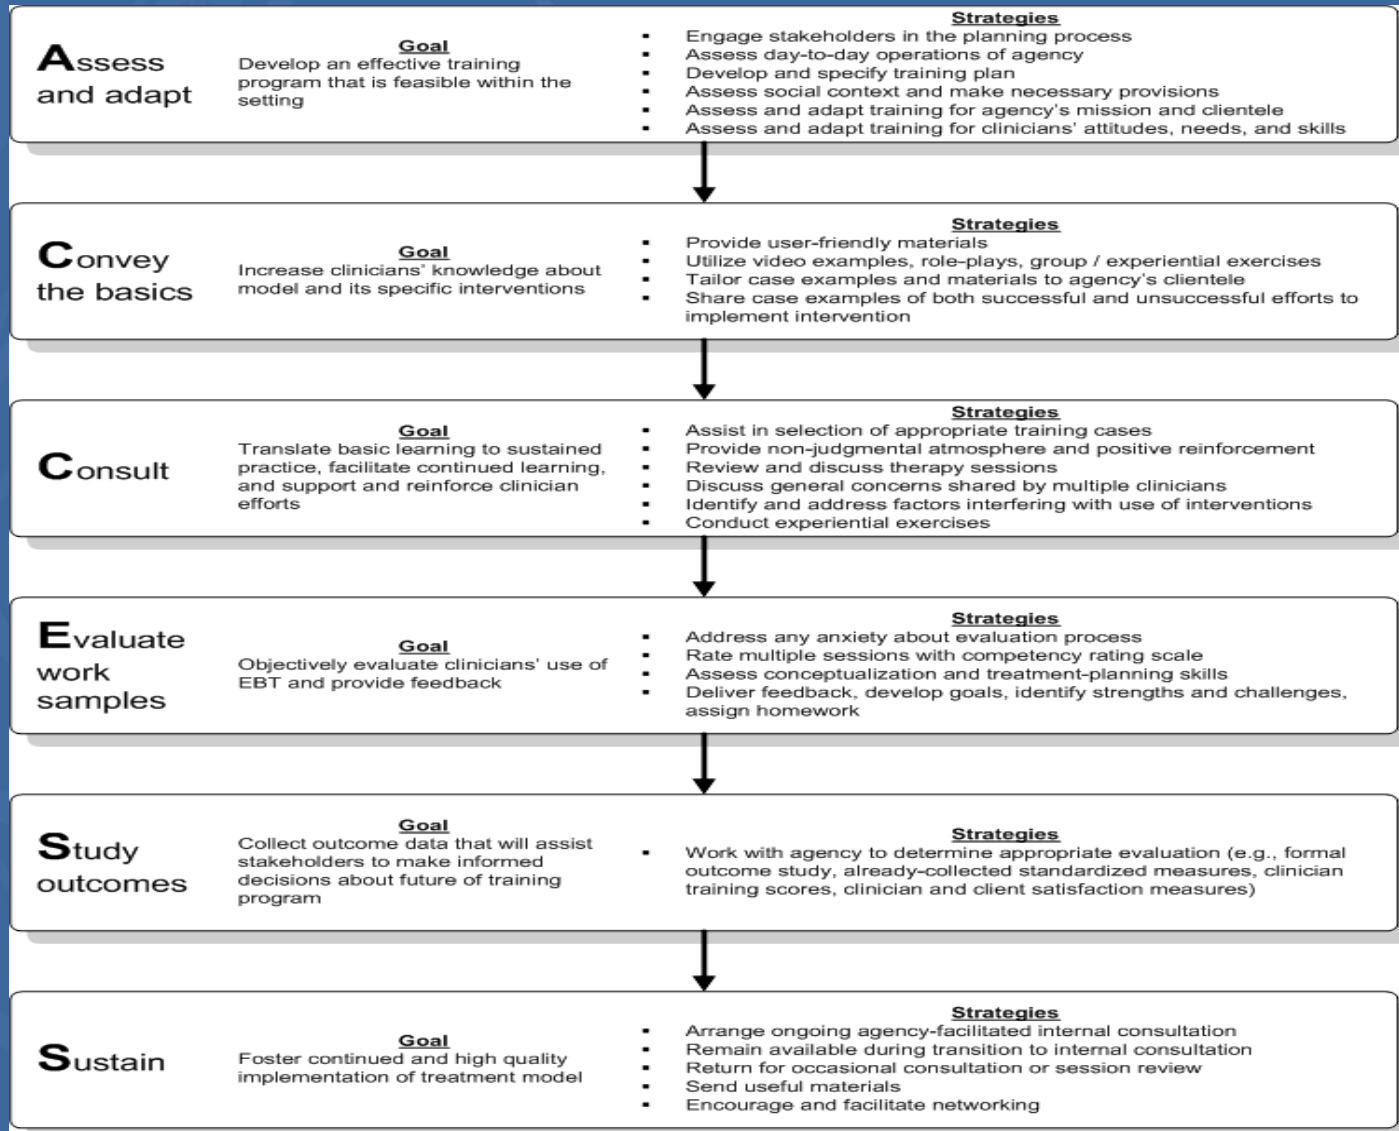 Assess
and adapt
Goal
Develop an effective training
program that is feasible within the
setting
Strategies
▪ Engage stakeholders in the planning process
▪ Assess day-to-day operations of agency
▪ Develop and specify training plan
▪ Assess social context and make necessary provisions
▪ Assess and adapt training for agency's mission and clientele
▪ Assess and adapt training for clinicians' attitudes, needs, and skills
Convey
the basics
Goal
Increase clinicians' knowledge about
model and its specific interventions
Strategies
▪ Provide user-friendly materials
▪ Utilize video examples, role-plays, group / experiential exercises
▪ Tailor case examples and materials to agency's clientele
▪ Share case examples of both successful and unsuccessful efforts to
implement intervention
Consult
Goal
Translate basic learning to sustained
practice, facilitate continued learning,
and support and reinforce clinician
efforts
Strategies
▪ Assist in selection of appropriate training cases
▪ Provide non-judgmental atmosphere and positive reinforcement
▪ Review and discuss therapy sessions
▪ Discuss general concerns shared by multiple clinicians
▪ Identify and address factors interfering with use of interventions
▪ Conduct experiential exercises
Evaluate
work
samples
Goal
Objectively evaluate clinicians' use of
EBT and provide feedback
Strategies
▪ Address any anxiety about evaluation process
▪ Rate multiple sessions with competency rating scale
▪ Assess conceptualization and treatment-planning skills
▪ Deliver feedback, develop goals, identify strengths and challenges,
assign homework
Study
outcomes
Goal
Collect outcome data that will assist
stakeholders to make informed
decisions about future of training
program
Strategies
▪ Work with agency to determine appropriate evaluation (e.g., formal
outcome study, already-collected standardized measures, clinician
training scores, clinician and client satisfaction measures)
Sustain
Goal
Foster continued and high quality
implementation of treatment model
Strategies
▪ Arrange ongoing agency-facilitated internal consultation
▪ Remain available during transition to internal consultation
▪ Return for occasional consultation or session review
▪ Send useful materials
▪ Encourage and facilitate networking